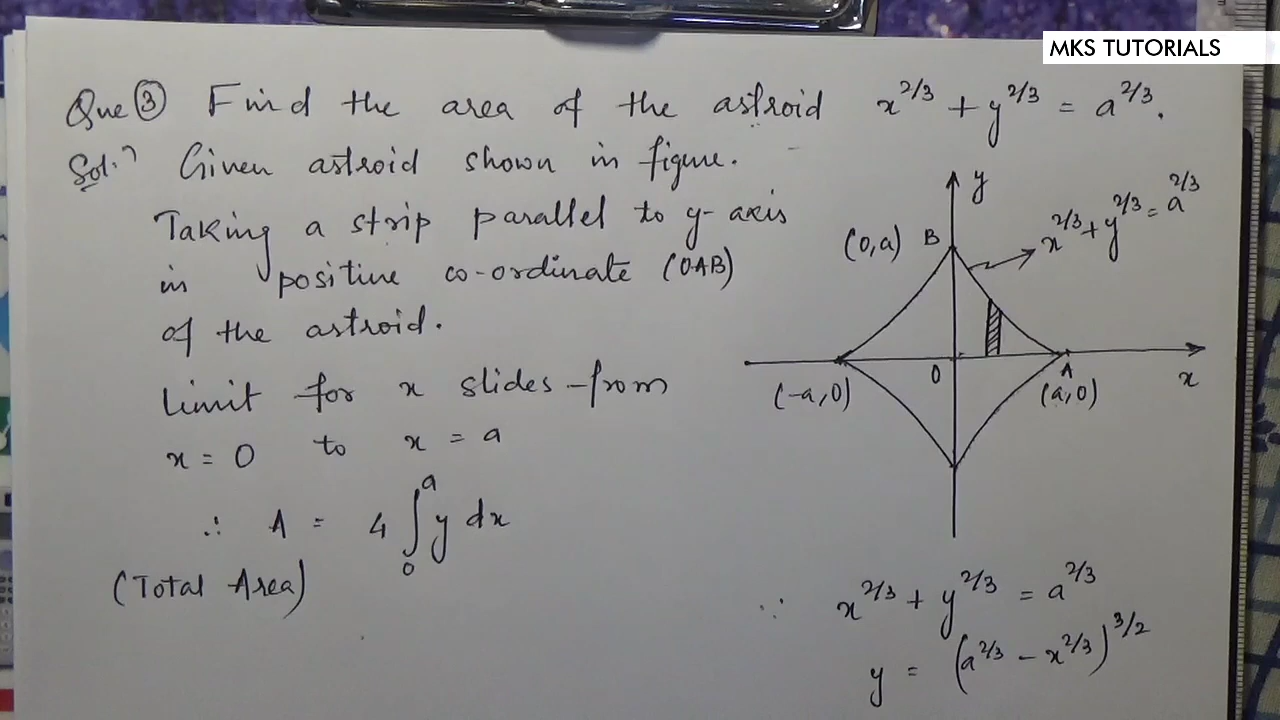 MKS TUTORIALS
Que ③ Find the area of the astroid x^2/3 + y^2/3 = a^2/3.
Sol.ⁿ Given astroid shown in figure.
Taking a strip parallel to y-axis
in positive co-ordinate (OAB)
of the astroid.
Limit for x slides from
x = 0 to x = a
∴ A = 4 ∫₀ᵃ y dx
(Total Area)
y
x^2/3 + y^2/3 = a^2/3
(0,a) B
O
A
x
(-a,0)
(a,0)
∵ x^2/3 + y^2/3 = a^2/3
y = (a^2/3 - x^2/3)^3/2